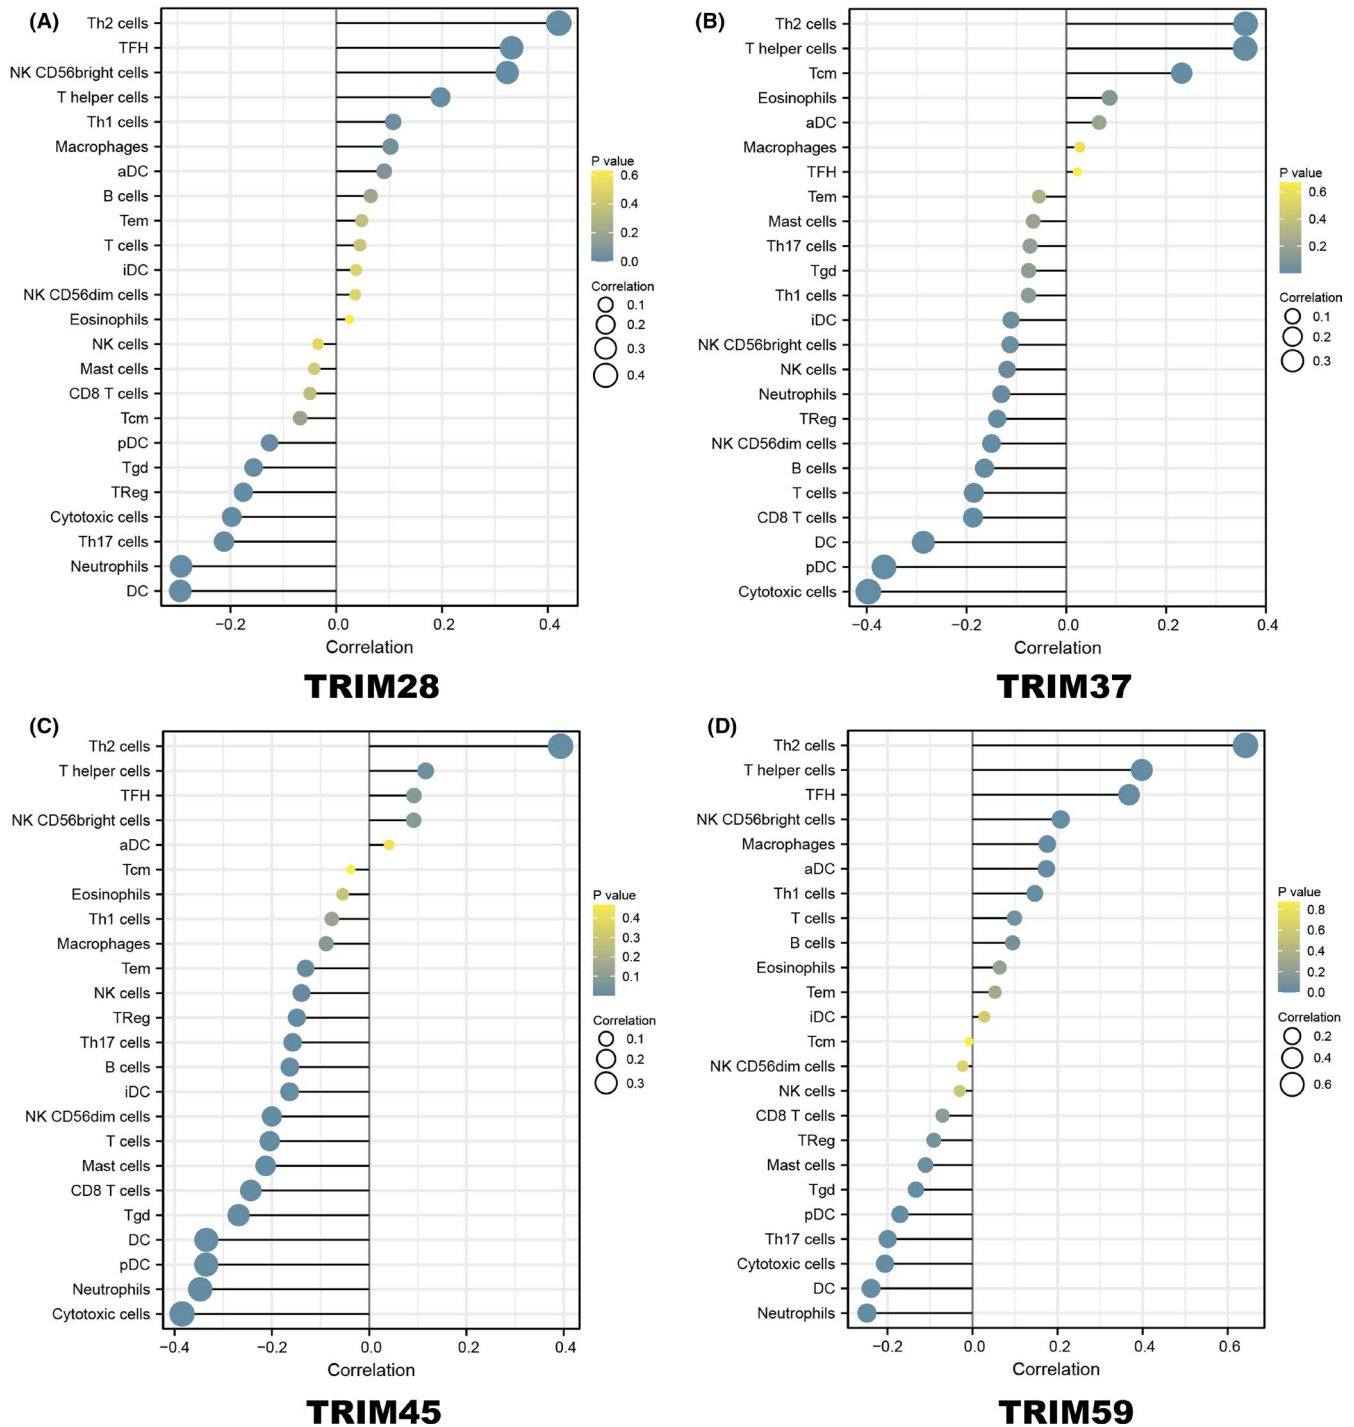 (A)
Th2 cells
TFH
NK CD56bright cells
T helper cells
Th1 cells
Macrophages
aDC
B cells
Tem
T cells
iDC
NK CD56dim cells
Eosinophils
NK cells
Mast cells
CD8 T cells
Tcm
pDC
Tgd
TReg
Cytotoxic cells
Th17 cells
Neutrophils
DC
−0.2 0.0 0.2 0.4
Correlation
P value
0.6
0.4
0.2
0.0
Correlation
0.1
0.2
0.3
0.4
TRIM28
(B)
Th2 cells
T helper cells
Tcm
Eosinophils
aDC
Macrophages
TFH
Tem
Mast cells
Th17 cells
Tgd
Th1 cells
iDC
NK CD56bright cells
NK cells
Neutrophils
TReg
NK CD56dim cells
B cells
T cells
CD8 T cells
DC
pDC
Cytotoxic cells
−0.4 −0.2 0.0 0.2 0.4
Correlation
P value
0.6
0.4
0.2
Correlation
0.1
0.2
0.3
TRIM37
(C)
Th2 cells
T helper cells
TFH
NK CD56bright cells
aDC
Tcm
Eosinophils
Th1 cells
Macrophages
Tem
NK cells
TReg
Th17 cells
B cells
iDC
NK CD56dim cells
T cells
Mast cells
CD8 T cells
Tgd
DC
pDC
Neutrophils
Cytotoxic cells
−0.4 −0.2 0.0 0.2 0.4
Correlation
P value
0.4
0.3
0.2
0.1
Correlation
0.1
0.2
0.3
TRIM45
(D)
Th2 cells
T helper cells
TFH
NK CD56bright cells
Macrophages
aDC
Th1 cells
T cells
B cells
Eosinophils
Tem
iDC
Tcm
NK CD56dim cells
NK cells
CD8 T cells
TReg
Mast cells
Tgd
pDC
Th17 cells
Cytotoxic cells
DC
Neutrophils
−0.2 0.0 0.2 0.4 0.6
Correlation
P value
0.8
0.6
0.4
0.2
0.0
Correlation
0.2
0.4
0.6
TRIM59